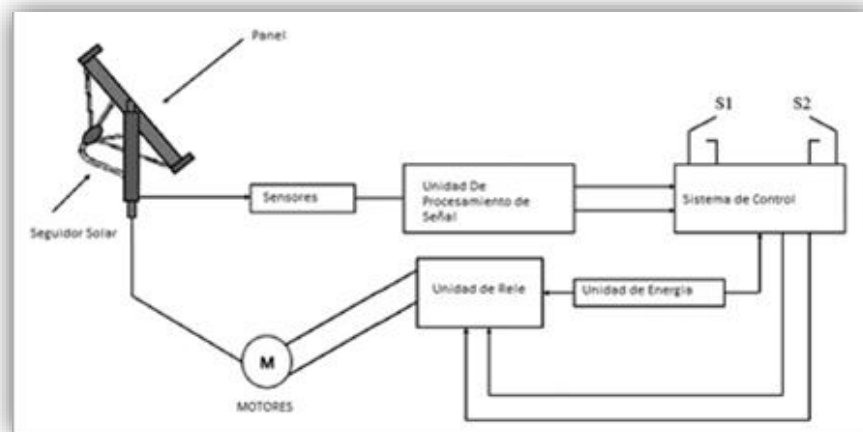 Panel
S1
S2
Sensores
Unidad De
Procesamiento de
Señal
Sistema de Control
Seguidor Solar
Unidad de Rele
Unidad de Energía
M
MOTORES